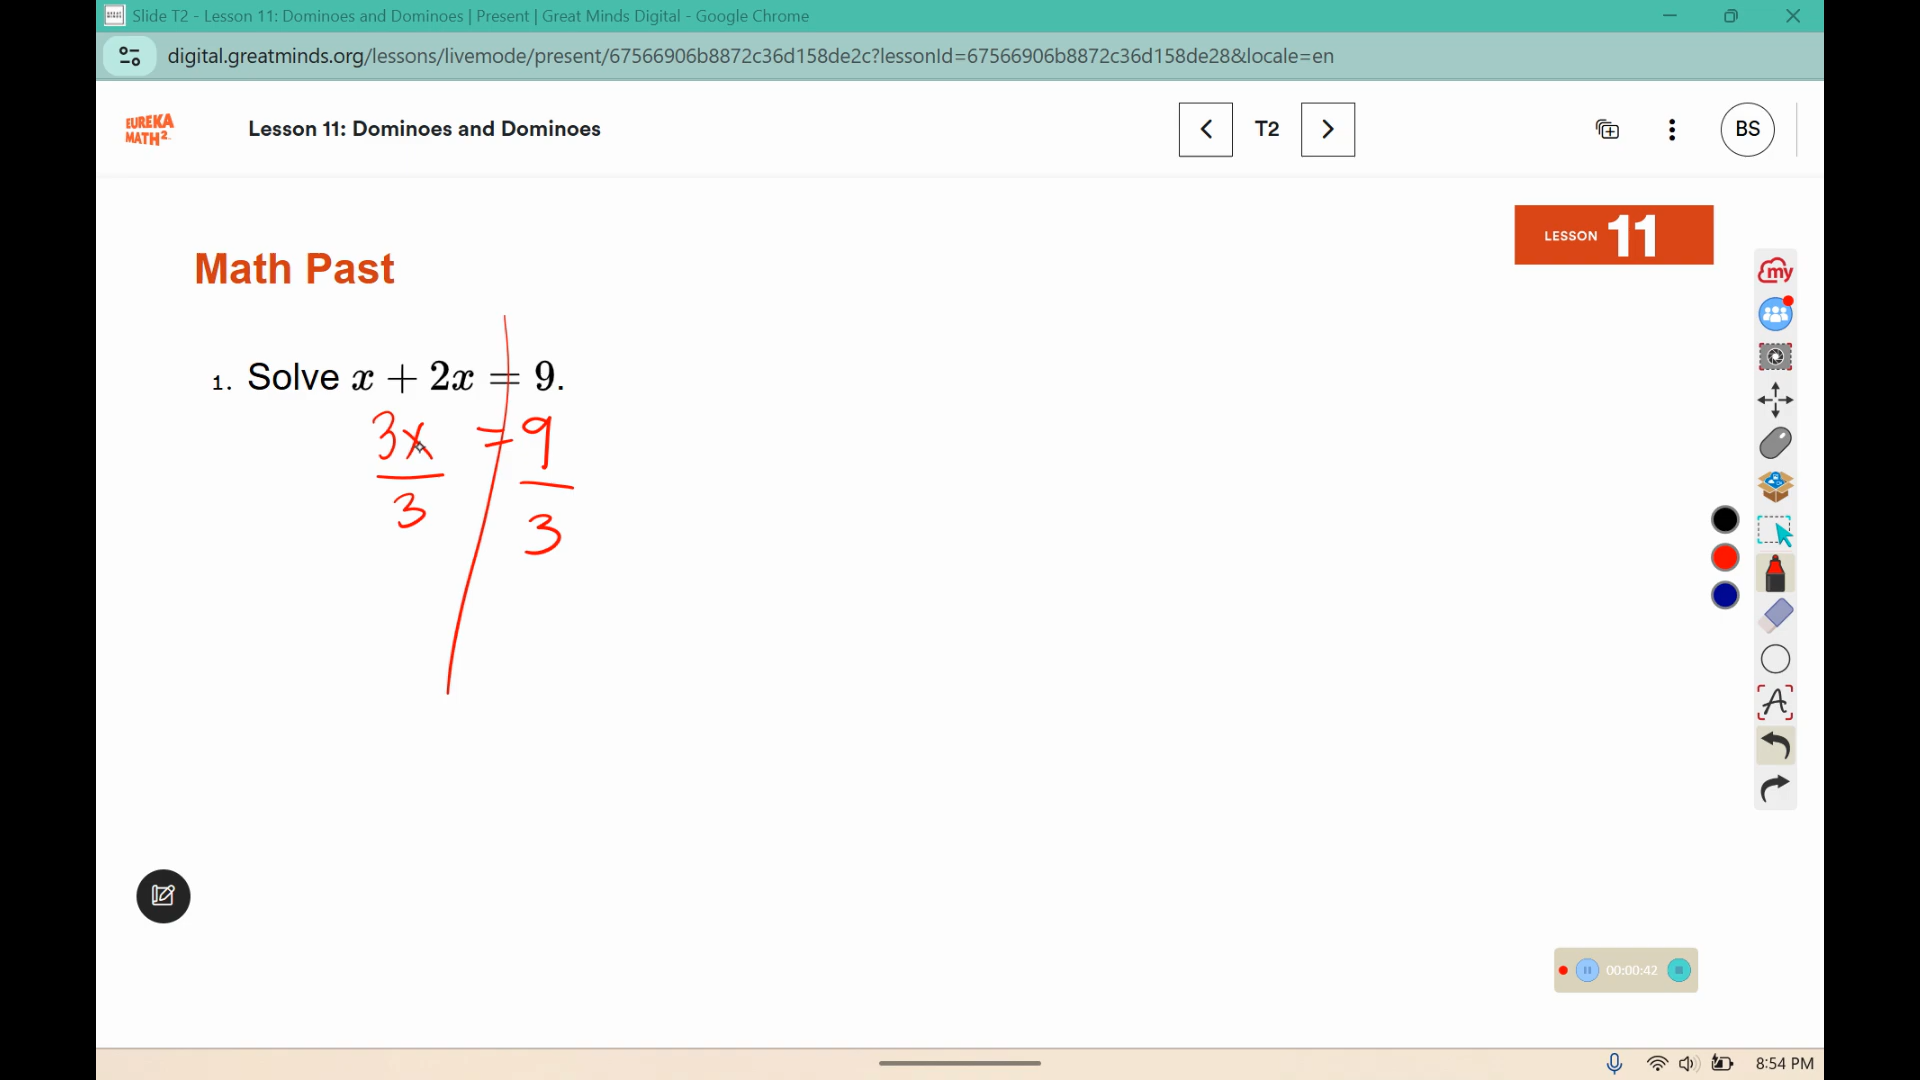 Slide T2 - Lesson 11: Dominoes and Dominoes | Present | Great Minds Digital - Google Chrome
digital.greatminds.org/lessons/livemode/present/67566906b8872c36d158de2c?lessonId=67566906b8872c36d158de28&locale=en
EUREKA
MATH²
Lesson 11: Dominoes and Dominoes
T2
BS
LESSON 11
Math Past
my
1. Solve x + 2x = 9.
3x = 9
3 3
A
00:00:42
8:54 PM